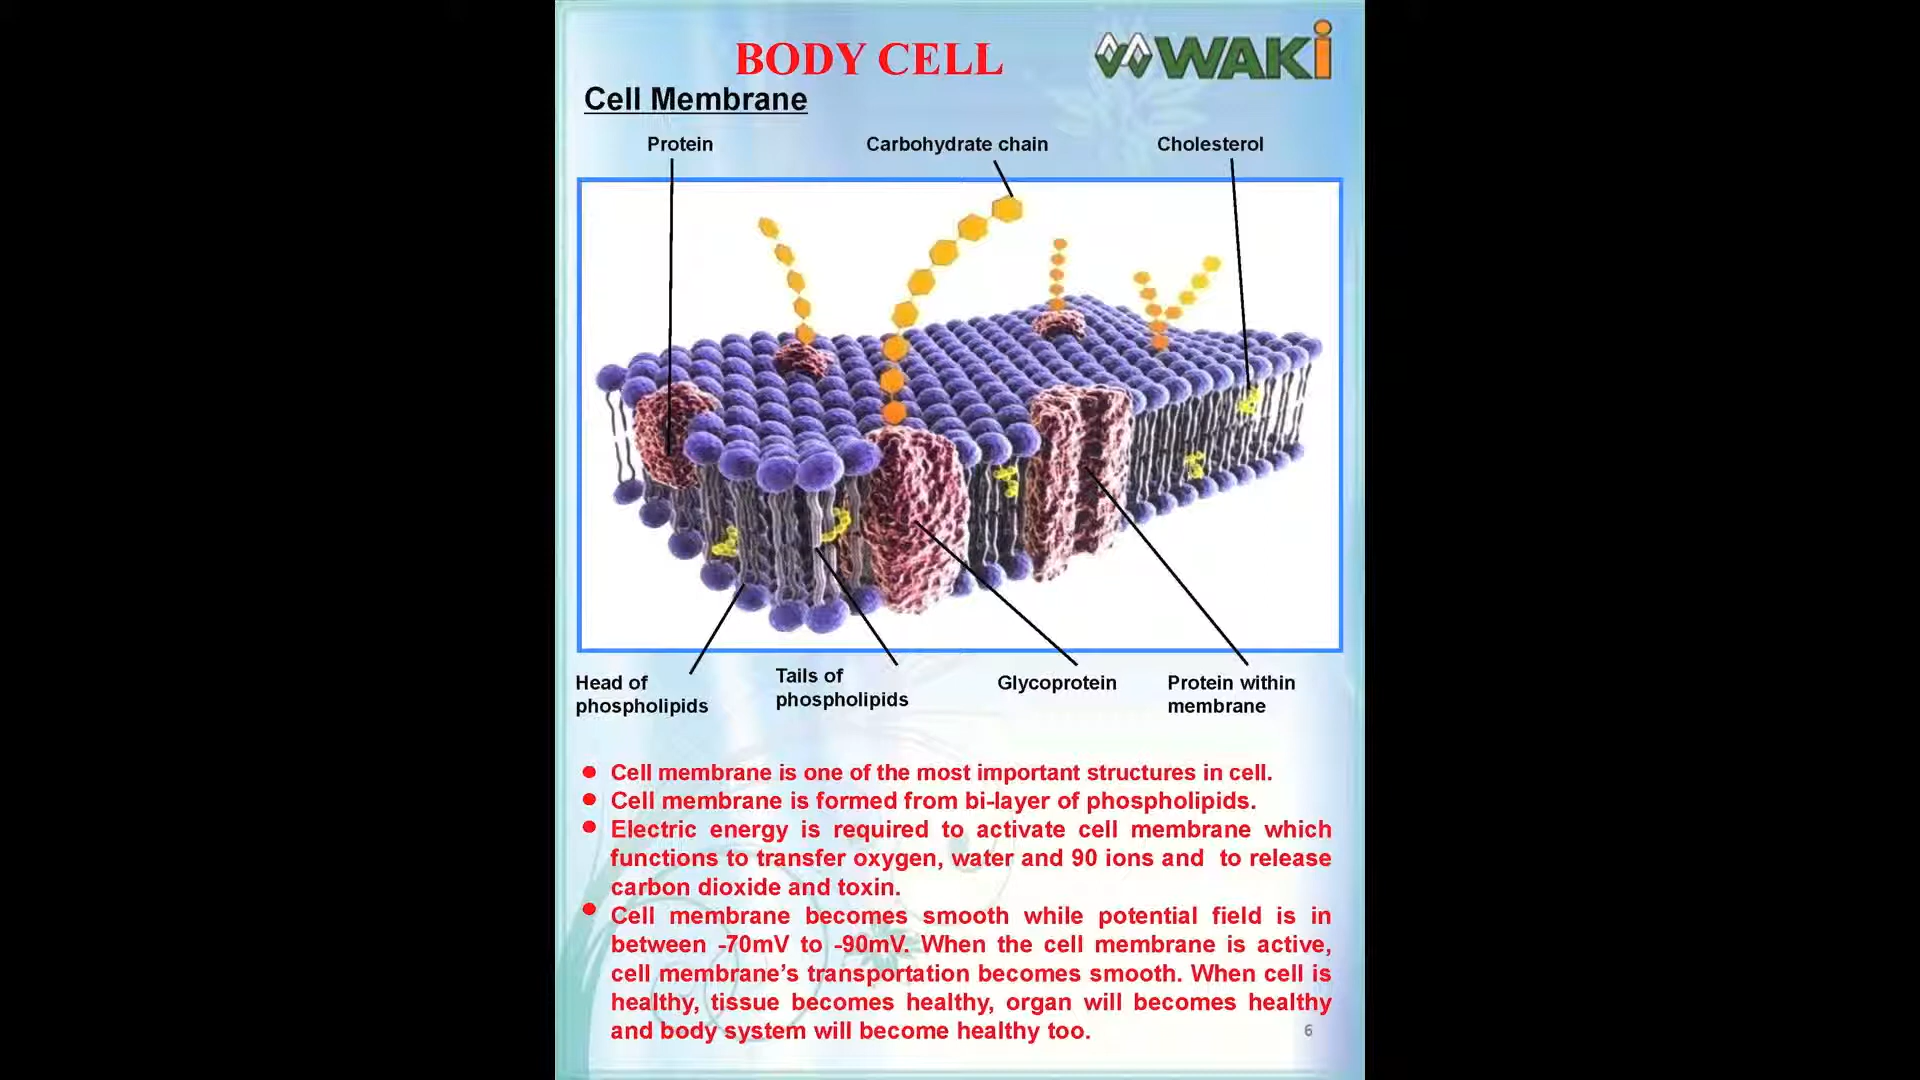 BODY CELL
WAKi
Cell Membrane
Protein
Carbohydrate chain
Cholesterol
Head of
phospholipids
Tails of
phospholipids
Glycoprotein
Protein within
membrane
● Cell membrane is one of the most important structures in cell.
● Cell membrane is formed from bi-layer of phospholipids.
● Electric energy is required to activate cell membrane which
functions to transfer oxygen, water and 90 ions and to release
carbon dioxide and toxin.
● Cell membrane becomes smooth while potential field is in
between -70mV to -90mV. When the cell membrane is active,
cell membrane’s transportation becomes smooth. When cell is
healthy, tissue becomes healthy, organ will becomes healthy
and body system will become healthy too.
6